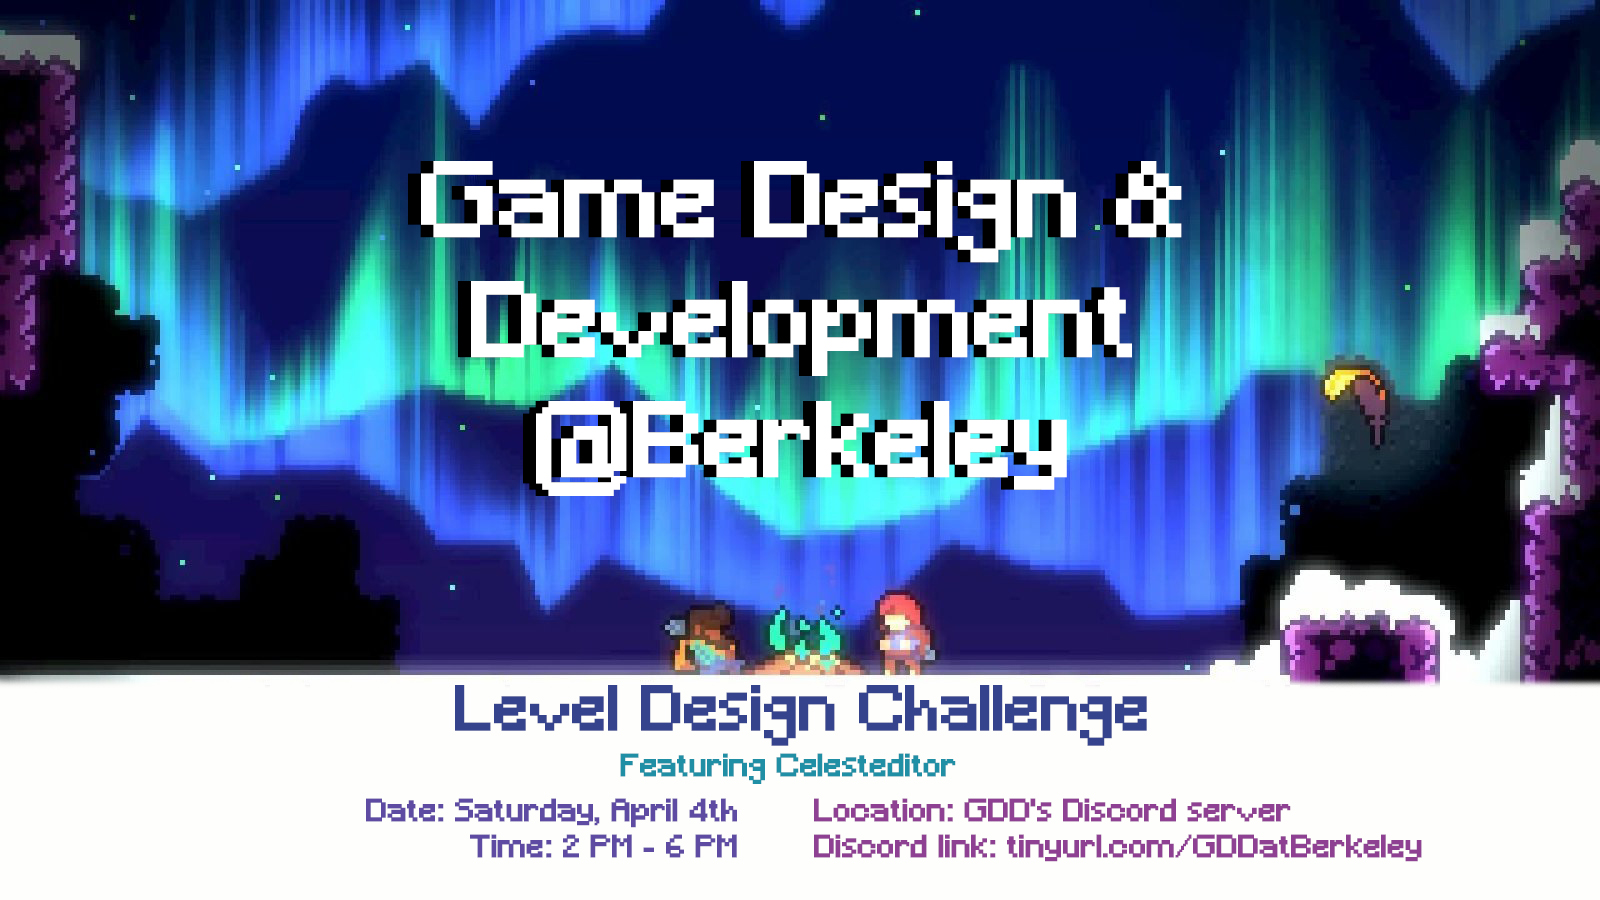 Game Design &
Development
@Berkeley
Level Design Challenge
Featuring Celesteditor
Date: Saturday, April 4th
Time: 2 PM - 6 PM
Location: GDD's Discord server
Discord link: tinyurl.com/GDDatBerkeley